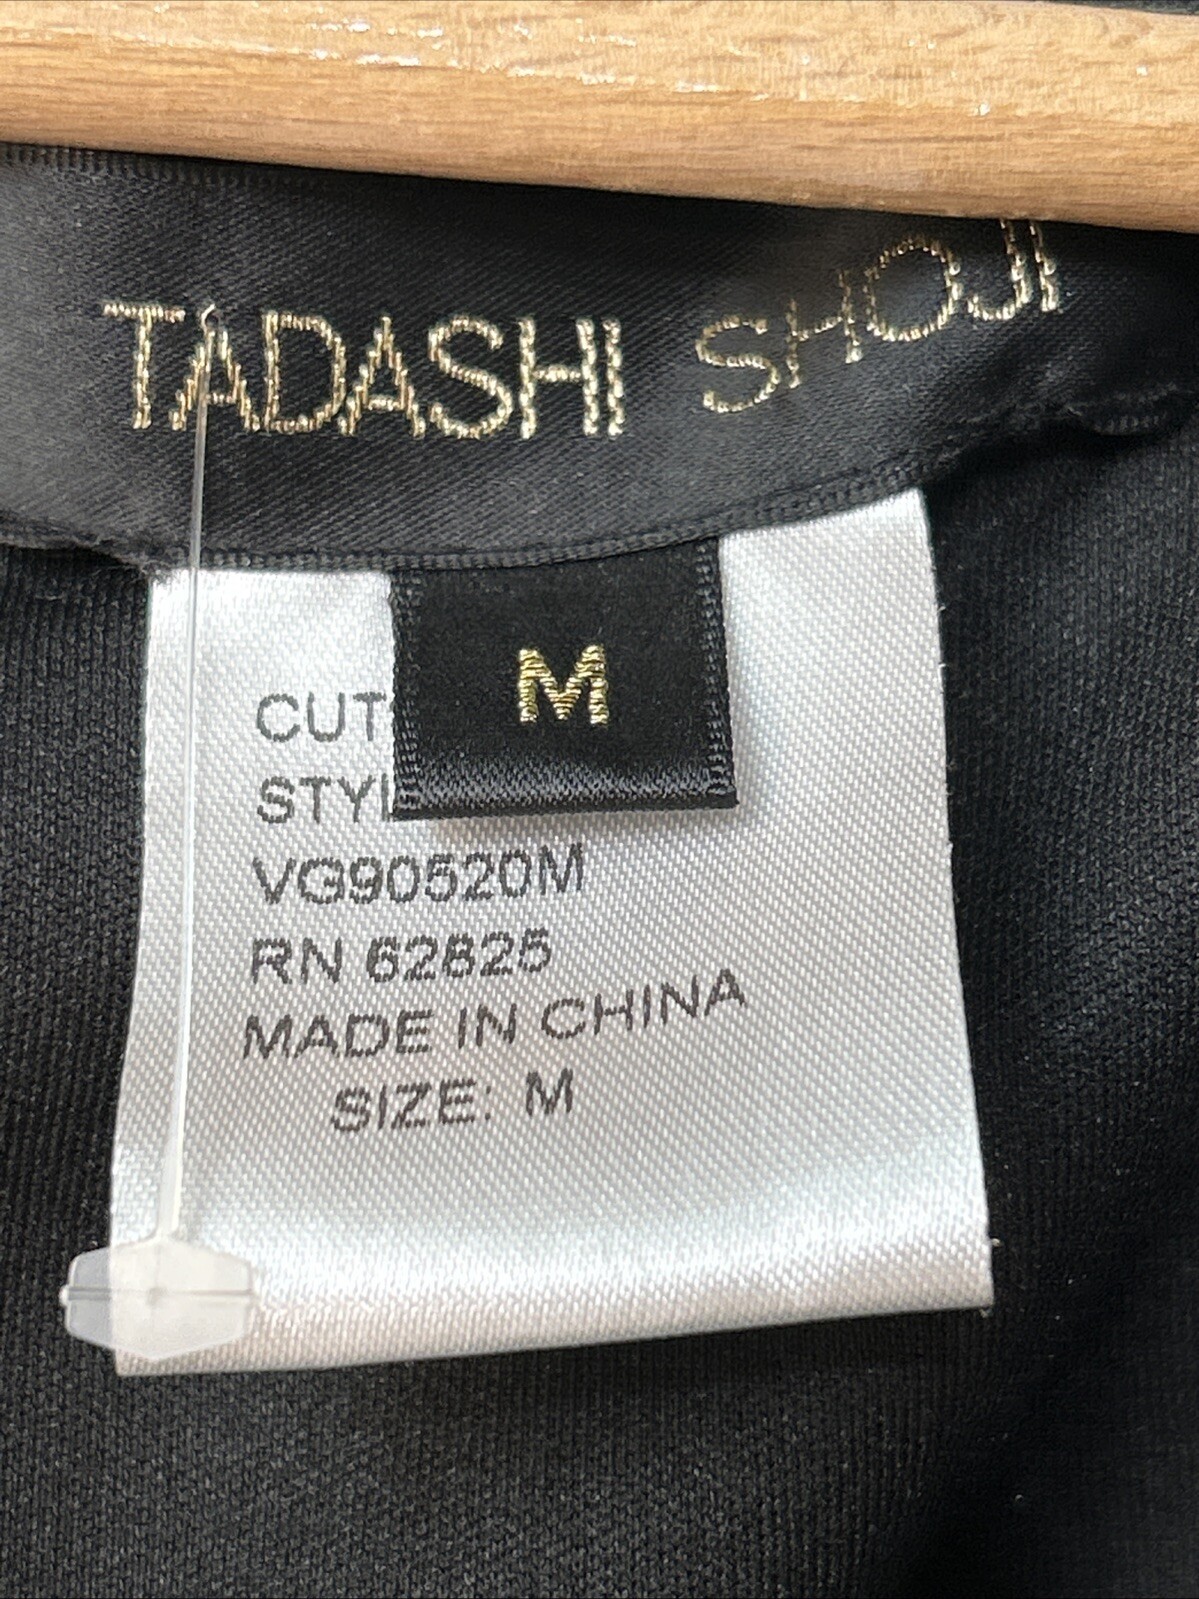 TADASHI SHOJI
M
CUT
STYL
VG90520M
RN 62825
MADE IN CHINA
SIZE: M